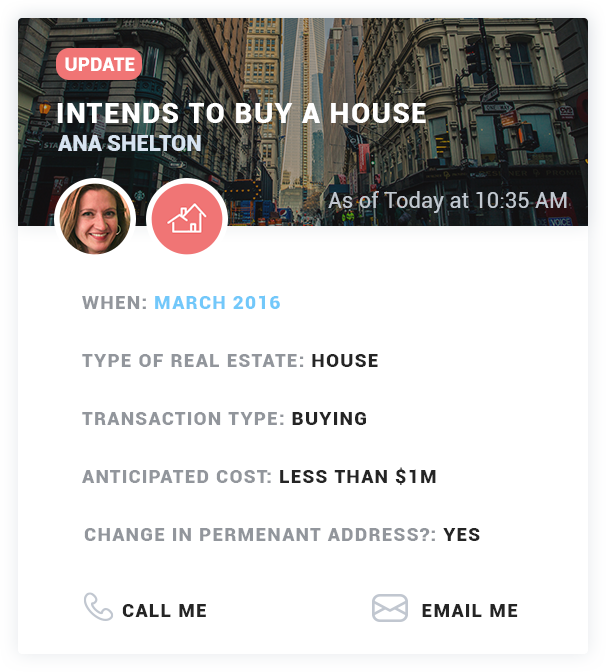 UPDATE
INTENDS TO BUY A HOUSE
ANA SHELTON
As of Today at 10:35 AM
WHEN: MARCH 2016
TYPE OF REAL ESTATE: HOUSE
TRANSACTION TYPE: BUYING
ANTICIPATED COST: LESS THAN $1M
CHANGE IN PERMENANT ADDRESS?: YES
CALL ME
EMAIL ME